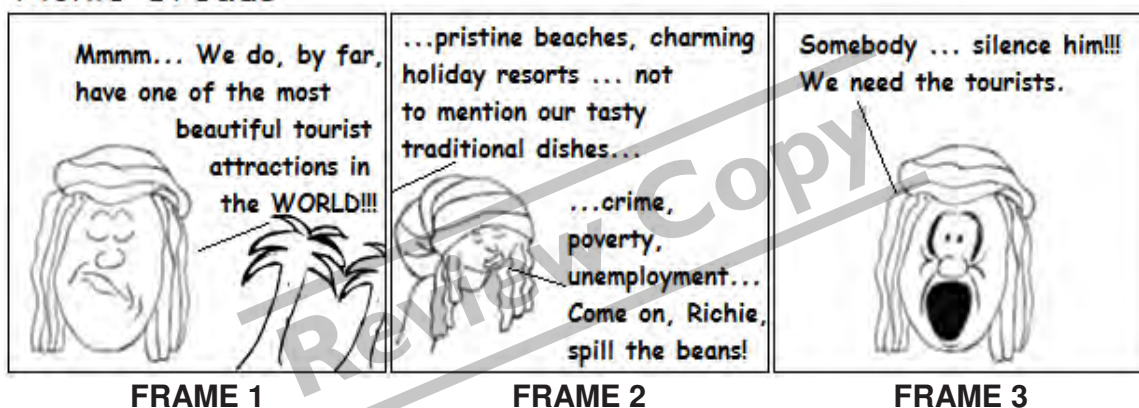 Mmmm... We do, by far,
have one of the most
beautiful tourist
attractions in
the WORLD!!!
...pristine beaches, charming
holiday resorts ... not
to mention our tasty
traditional dishes...
...crime,
poverty,
unemployment...
Come on, Richie,
spill the beans!
Somebody ... silence him!!!
We need the tourists.
Review Copy
FRAME 1
FRAME 2
FRAME 3